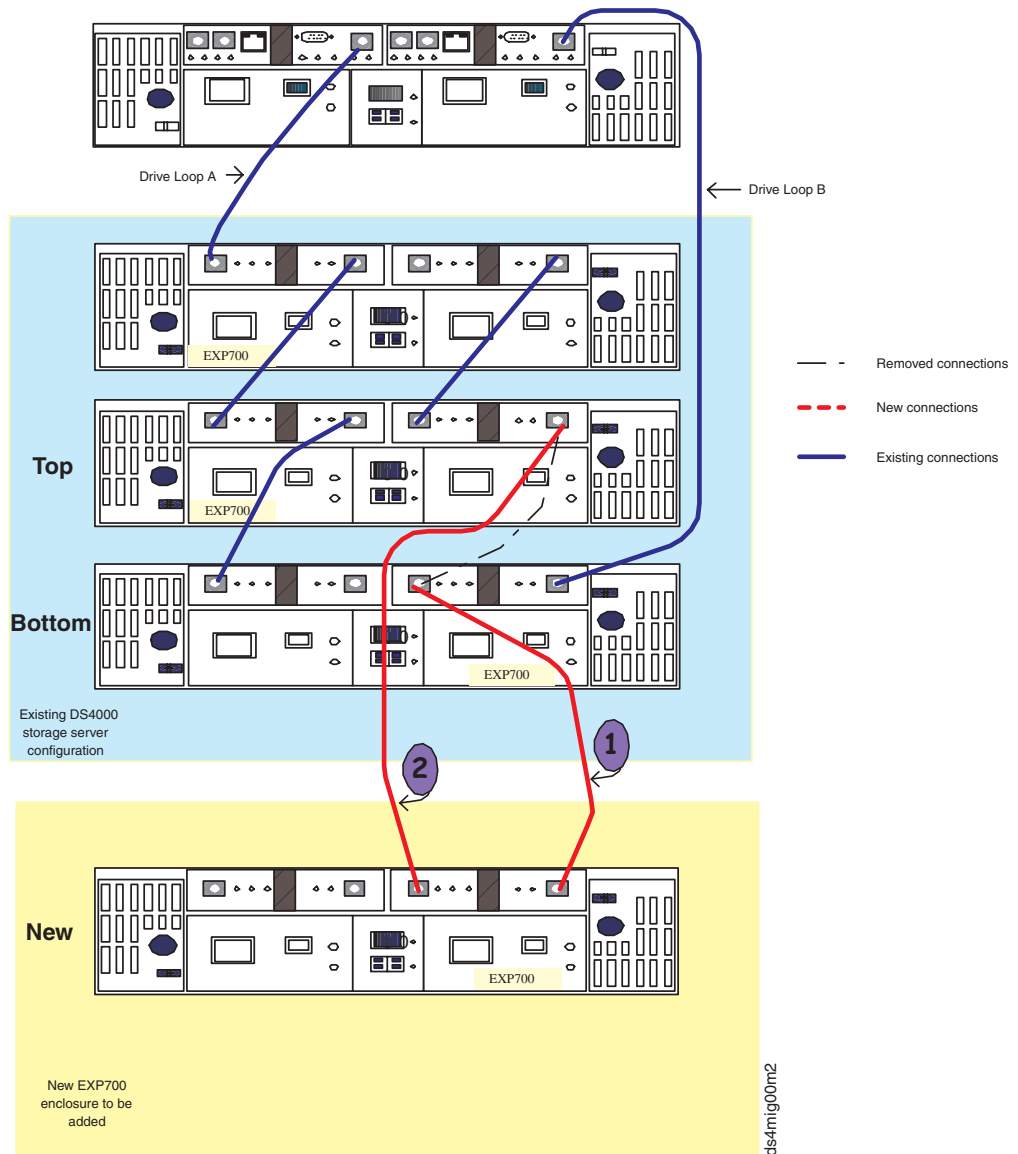 Drive Loop A
Drive Loop B
EXP700
Removed connections
New connections
Existing connections
Top
EXP700
Bottom
EXP700
Existing DS4000
storage server
configuration
1
2
New
EXP700
New EXP700
enclosure to be
added
ds4mig00m2